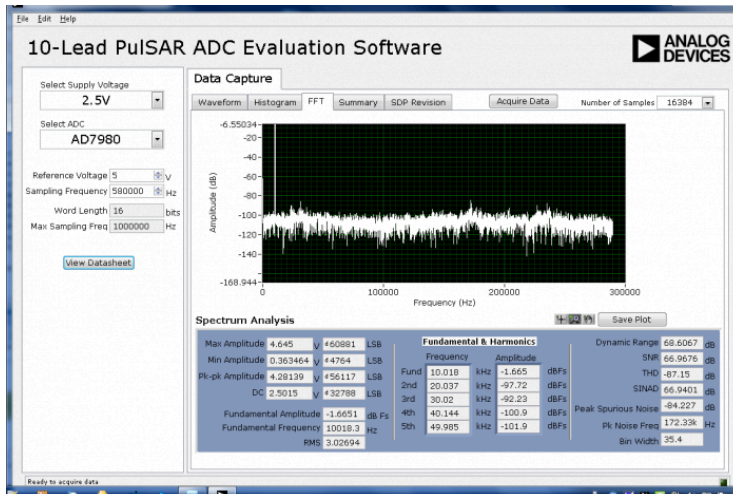 File Edit Help
10-Lead PulSAR ADC Evaluation Software
ANALOG DEVICES
Select Supply Voltage
2.5V
Select ADC
AD7980
Reference Voltage 5 V
Sampling Frequency 580000 Hz
Word Length 16 bits
Max Sampling Freq 1000000 Hz
View Datasheet
Data Capture
Waveform Histogram FFT Summary SDP Revision Acquire Data Number of Samples 16384
Amplitude (dB)
-6.55034
-20
-40
-60
-80
-100
-120
-140
-168.944
0 100000 200000 300000
Frequency (Hz)
Spectrum Analysis
Save Plot
Max Amplitude 4.645 V 60881 LSB
Min Amplitude 0.363464 V 4764 LSB
Pk-pk Amplitude 4.28139 V 56117 LSB
DC 2.5015 V 32788 LSB
Fundamental Amplitude -1.6651 dB Fs
Fundamental Frequency 10018.3 Hz
RMS 3.02694
Fundamental & Harmonics
Frequency Amplitude
Fund 10.018 kHz -1.665 dBFs
2nd 20.037 kHz -97.72 dBFs
3rd 30.02 kHz -92.23 dBFs
4th 40.144 kHz -100.9 dBFs
5th 49.985 kHz -101.9 dBFs
Dynamic Range 68.6067 dB
SNR 66.9676 dB
THD -87.15 dB
SINAD 66.9401 dB
Peak Spurious Noise -84.227 dB
Pk Noise Freq 172.33k Hz
Bin Width 35.4
Ready to acquire data